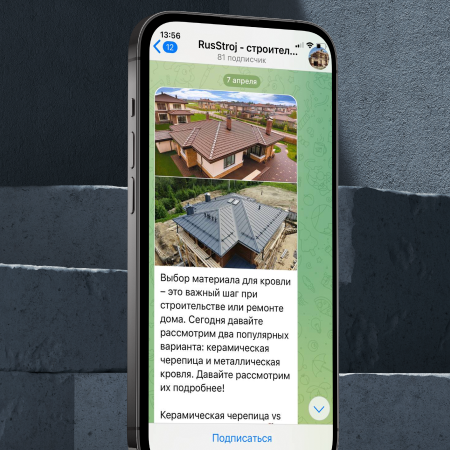 13:56
12
RusStroj - строител...
81 подписчик
7 апреля
Выбор материала для кровли
– это важный шаг при
строительстве или ремонте
дома. Сегодня давайте
рассмотрим два популярных
варианта: керамическая
черепица и металлическая
кровля. Давайте рассмотрим
их подробнее!
Керамическая черепица vs
Подписаться